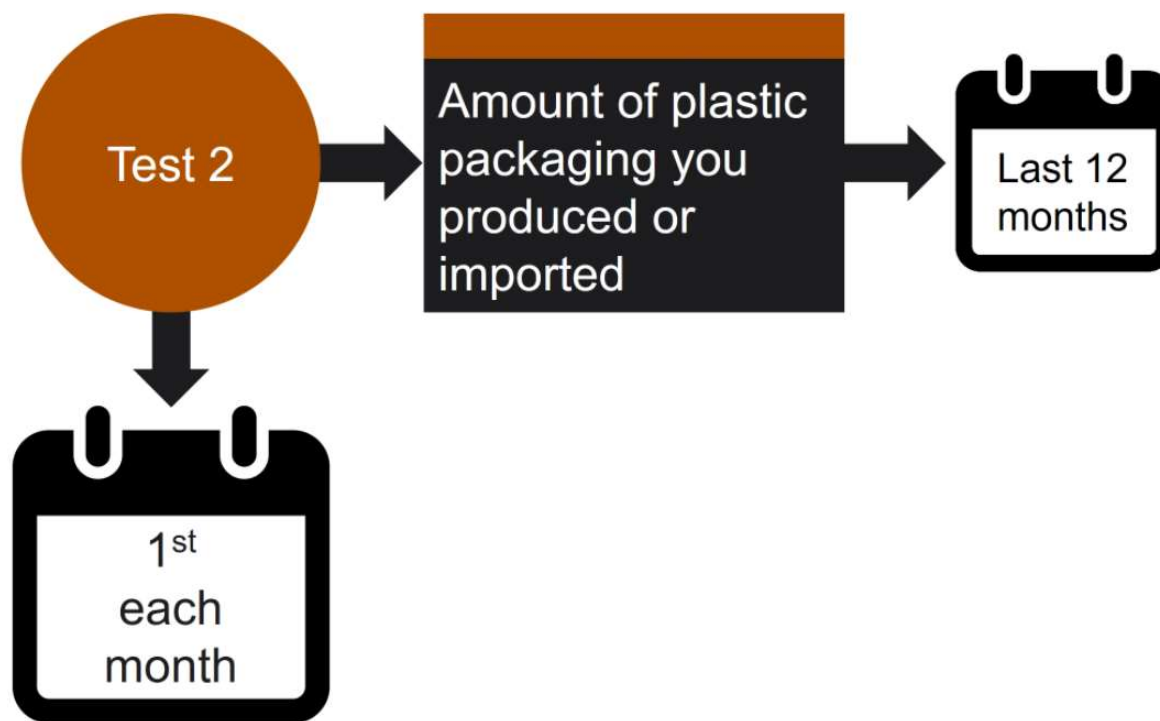 Test 2
Amount of plastic
packaging you
produced or
imported
Last 12
months
1st
each
month